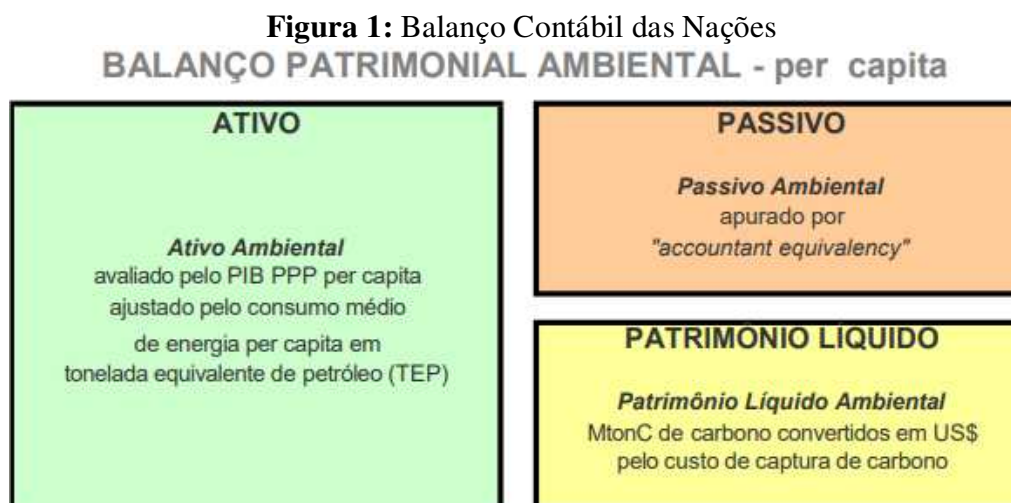 Figura 1: Balanço Contábil das Nações
BALANÇO PATRIMONIAL AMBIENTAL - per capita
ATIVO
Ativo Ambiental
avaliado pelo PIB PPP per capita
ajustado pelo consumo médio
de energia per capita em
tonelada equivalente de petróleo (TEP)
PASSIVO
Passivo Ambiental
apurado por
"accountant equivalency"
PATRIMÔNIO LÍQUIDO
Patrimônio Líquido Ambiental
MtonC de carbono convertidos em US$
pelo custo de captura de carbono